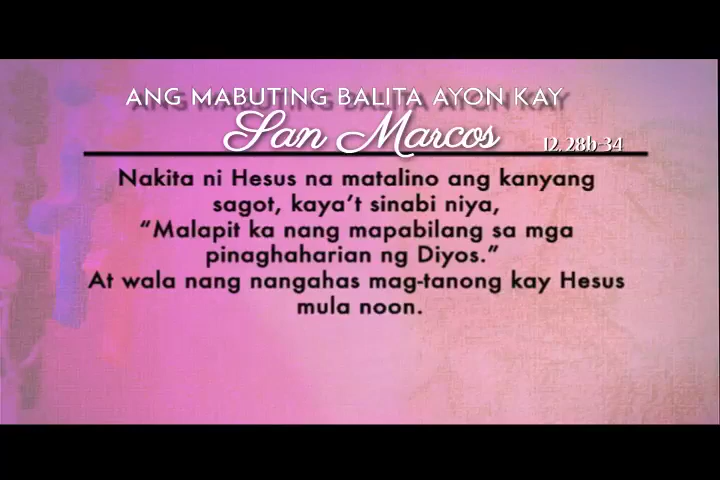 ANG MABUTING BALITA AYON KAY
San Marcos
12, 28b-34
Nakita ni Hesus na matalino ang kanyang
sagot, kaya't sinabi niya,
“Malapit ka nang mapabilang sa mga
pinaghaharian ng Diyos.”
At wala nang nangahas mag-tanong kay Hesus
mula noon.